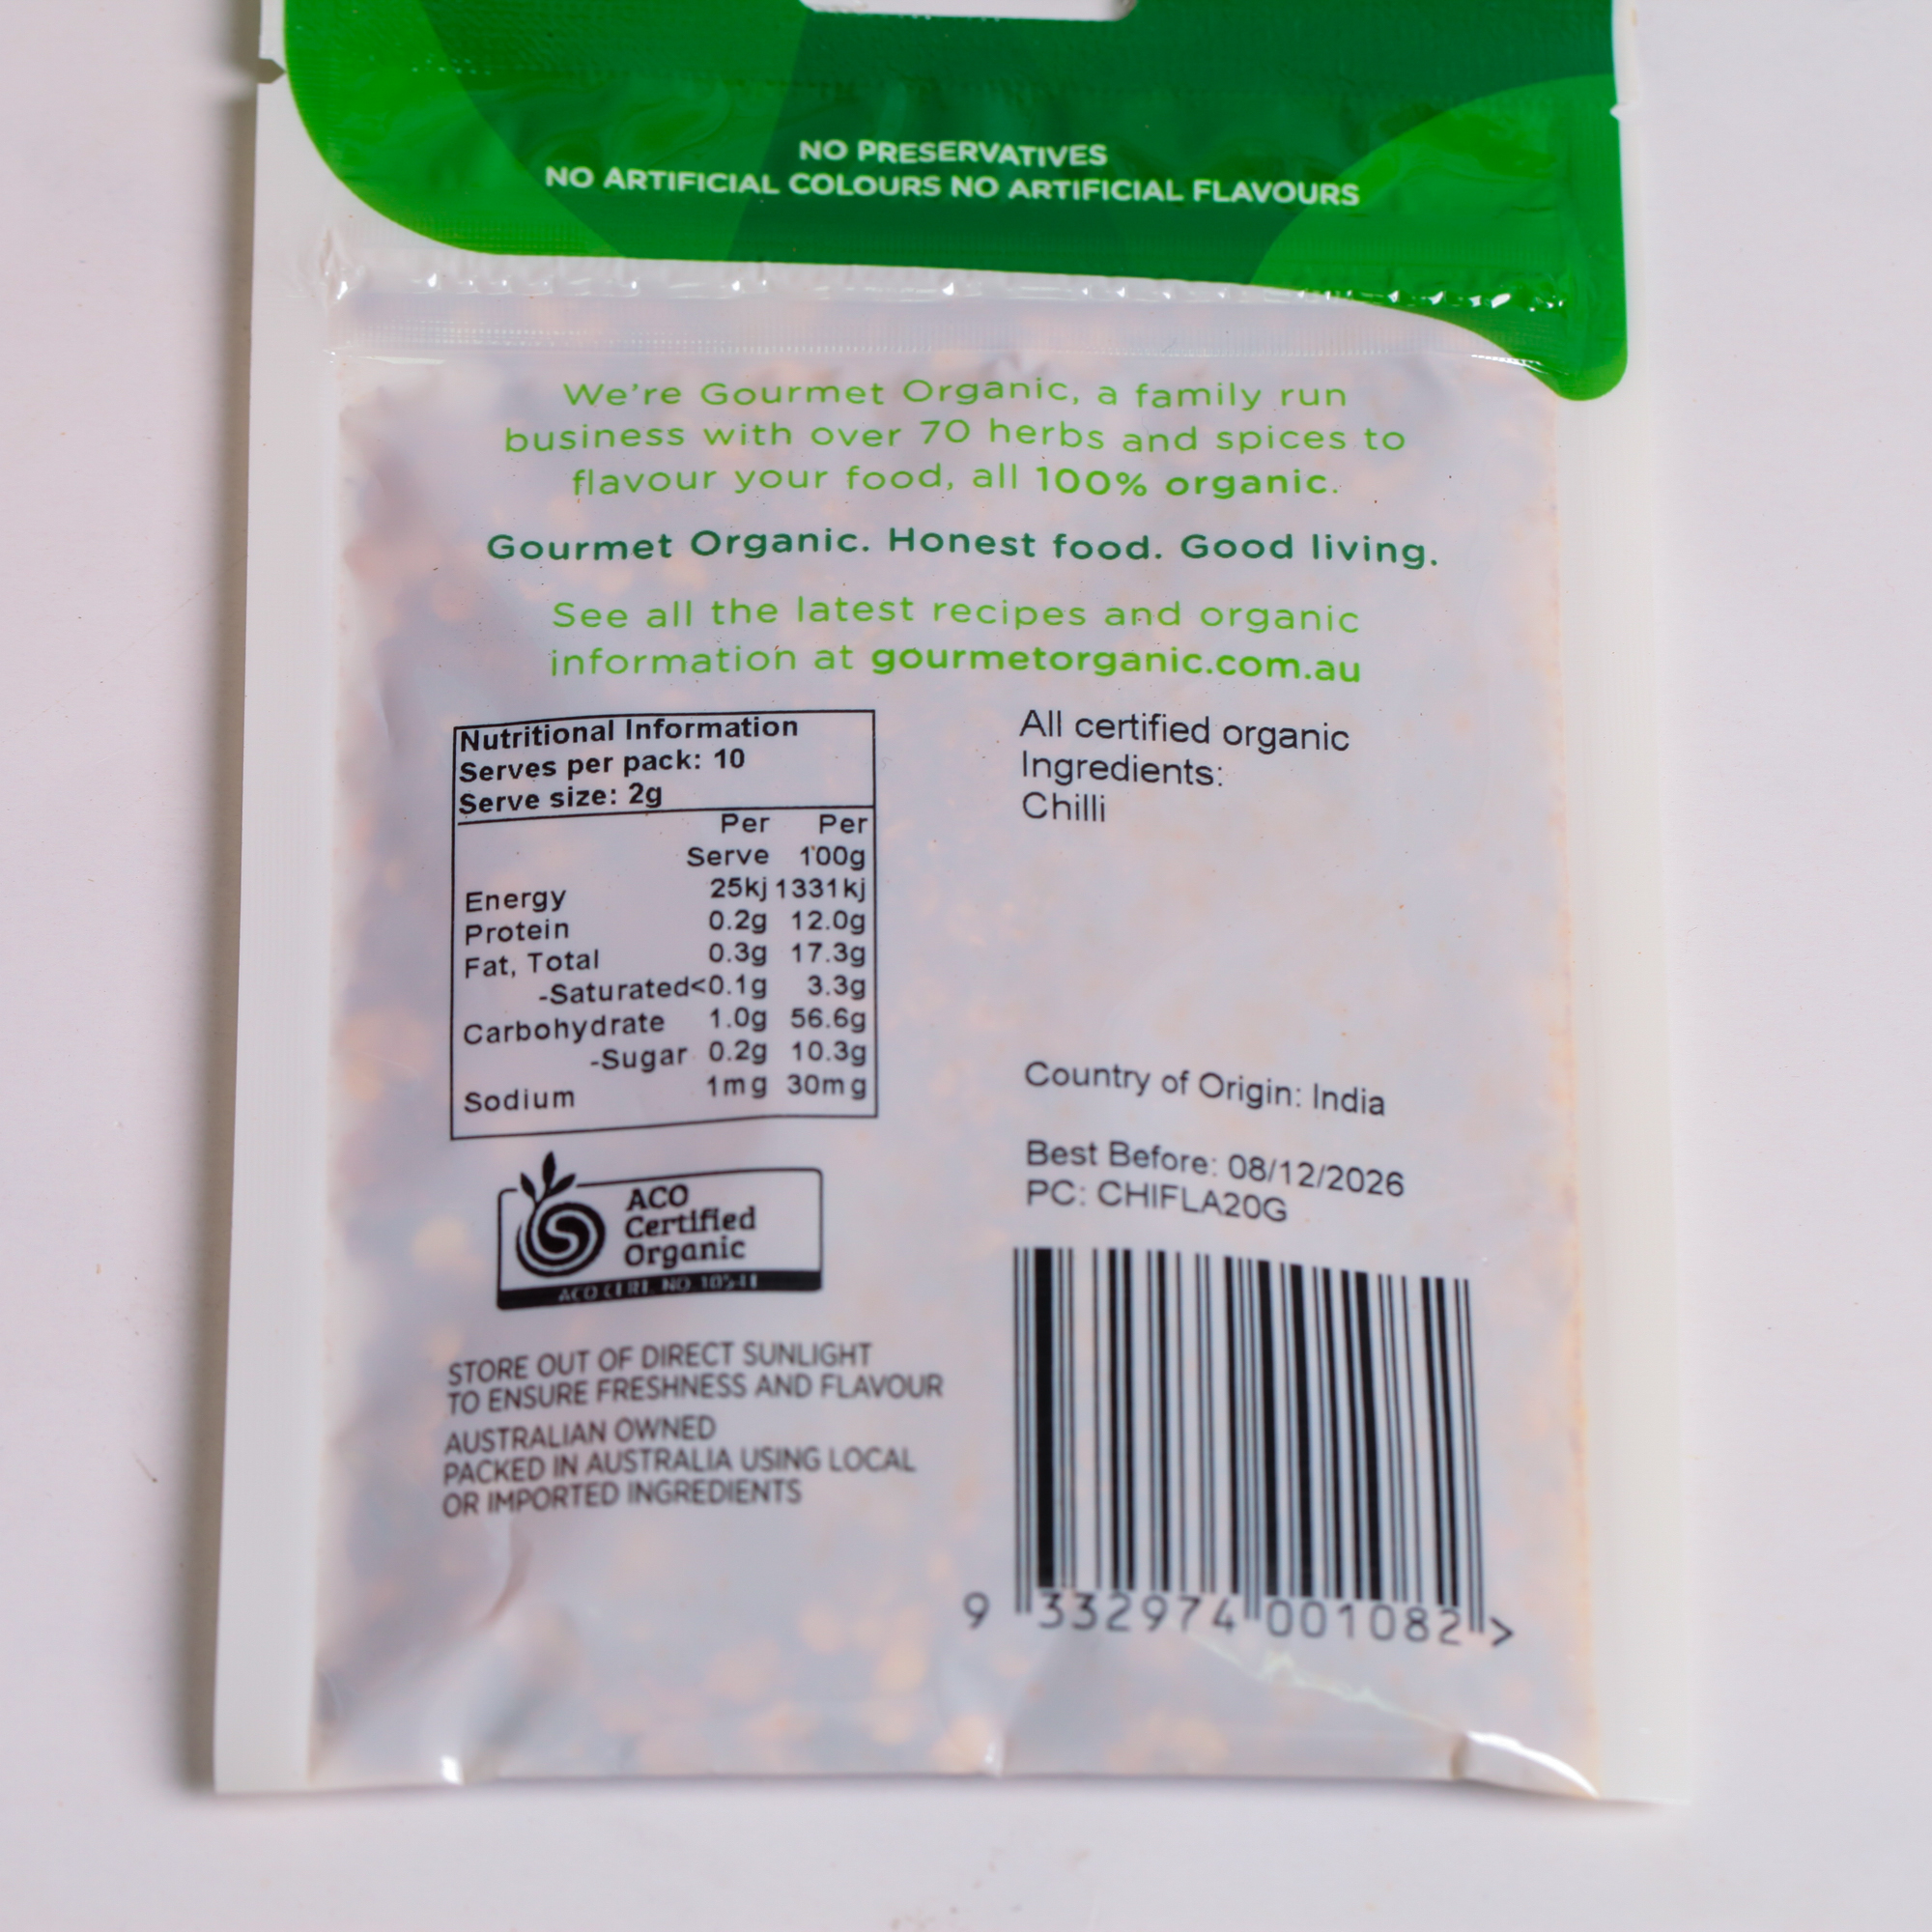 NO PRESERVATIVES
NO ARTIFICIAL COLOURS NO ARTIFICIAL FLAVOURS
We're Gourmet Organic, a family run
business with over 70 herbs and spices to
flavour your food, all 100% organic.
Gourmet Organic. Honest food. Good living.
See all the latest recipes and organic
information at gourmetorganic.com.au
Nutritional Information
Serves per pack: 10
Serve size: 2g
Per Per
Serve 100g
Energy 25kj 1331kj
Protein 0.2g 12.0g
Fat, Total 0.3g 17.3g
-Saturated<0.1g 3.3g
Carbohydrate 1.0g 56.6g
-Sugar 0.2g 10.3g
Sodium 1mg 30mg
All certified organic
Ingredients:
Chilli
Country of Origin: India
Best Before: 08/12/2026
PC: CHIFLA20G
ACO
Certified
Organic
ACO CERT. NO.
STORE OUT OF DIRECT SUNLIGHT
TO ENSURE FRESHNESS AND FLAVOUR
AUSTRALIAN OWNED
PACKED IN AUSTRALIA USING LOCAL
OR IMPORTED INGREDIENTS
9 332974 001082 >